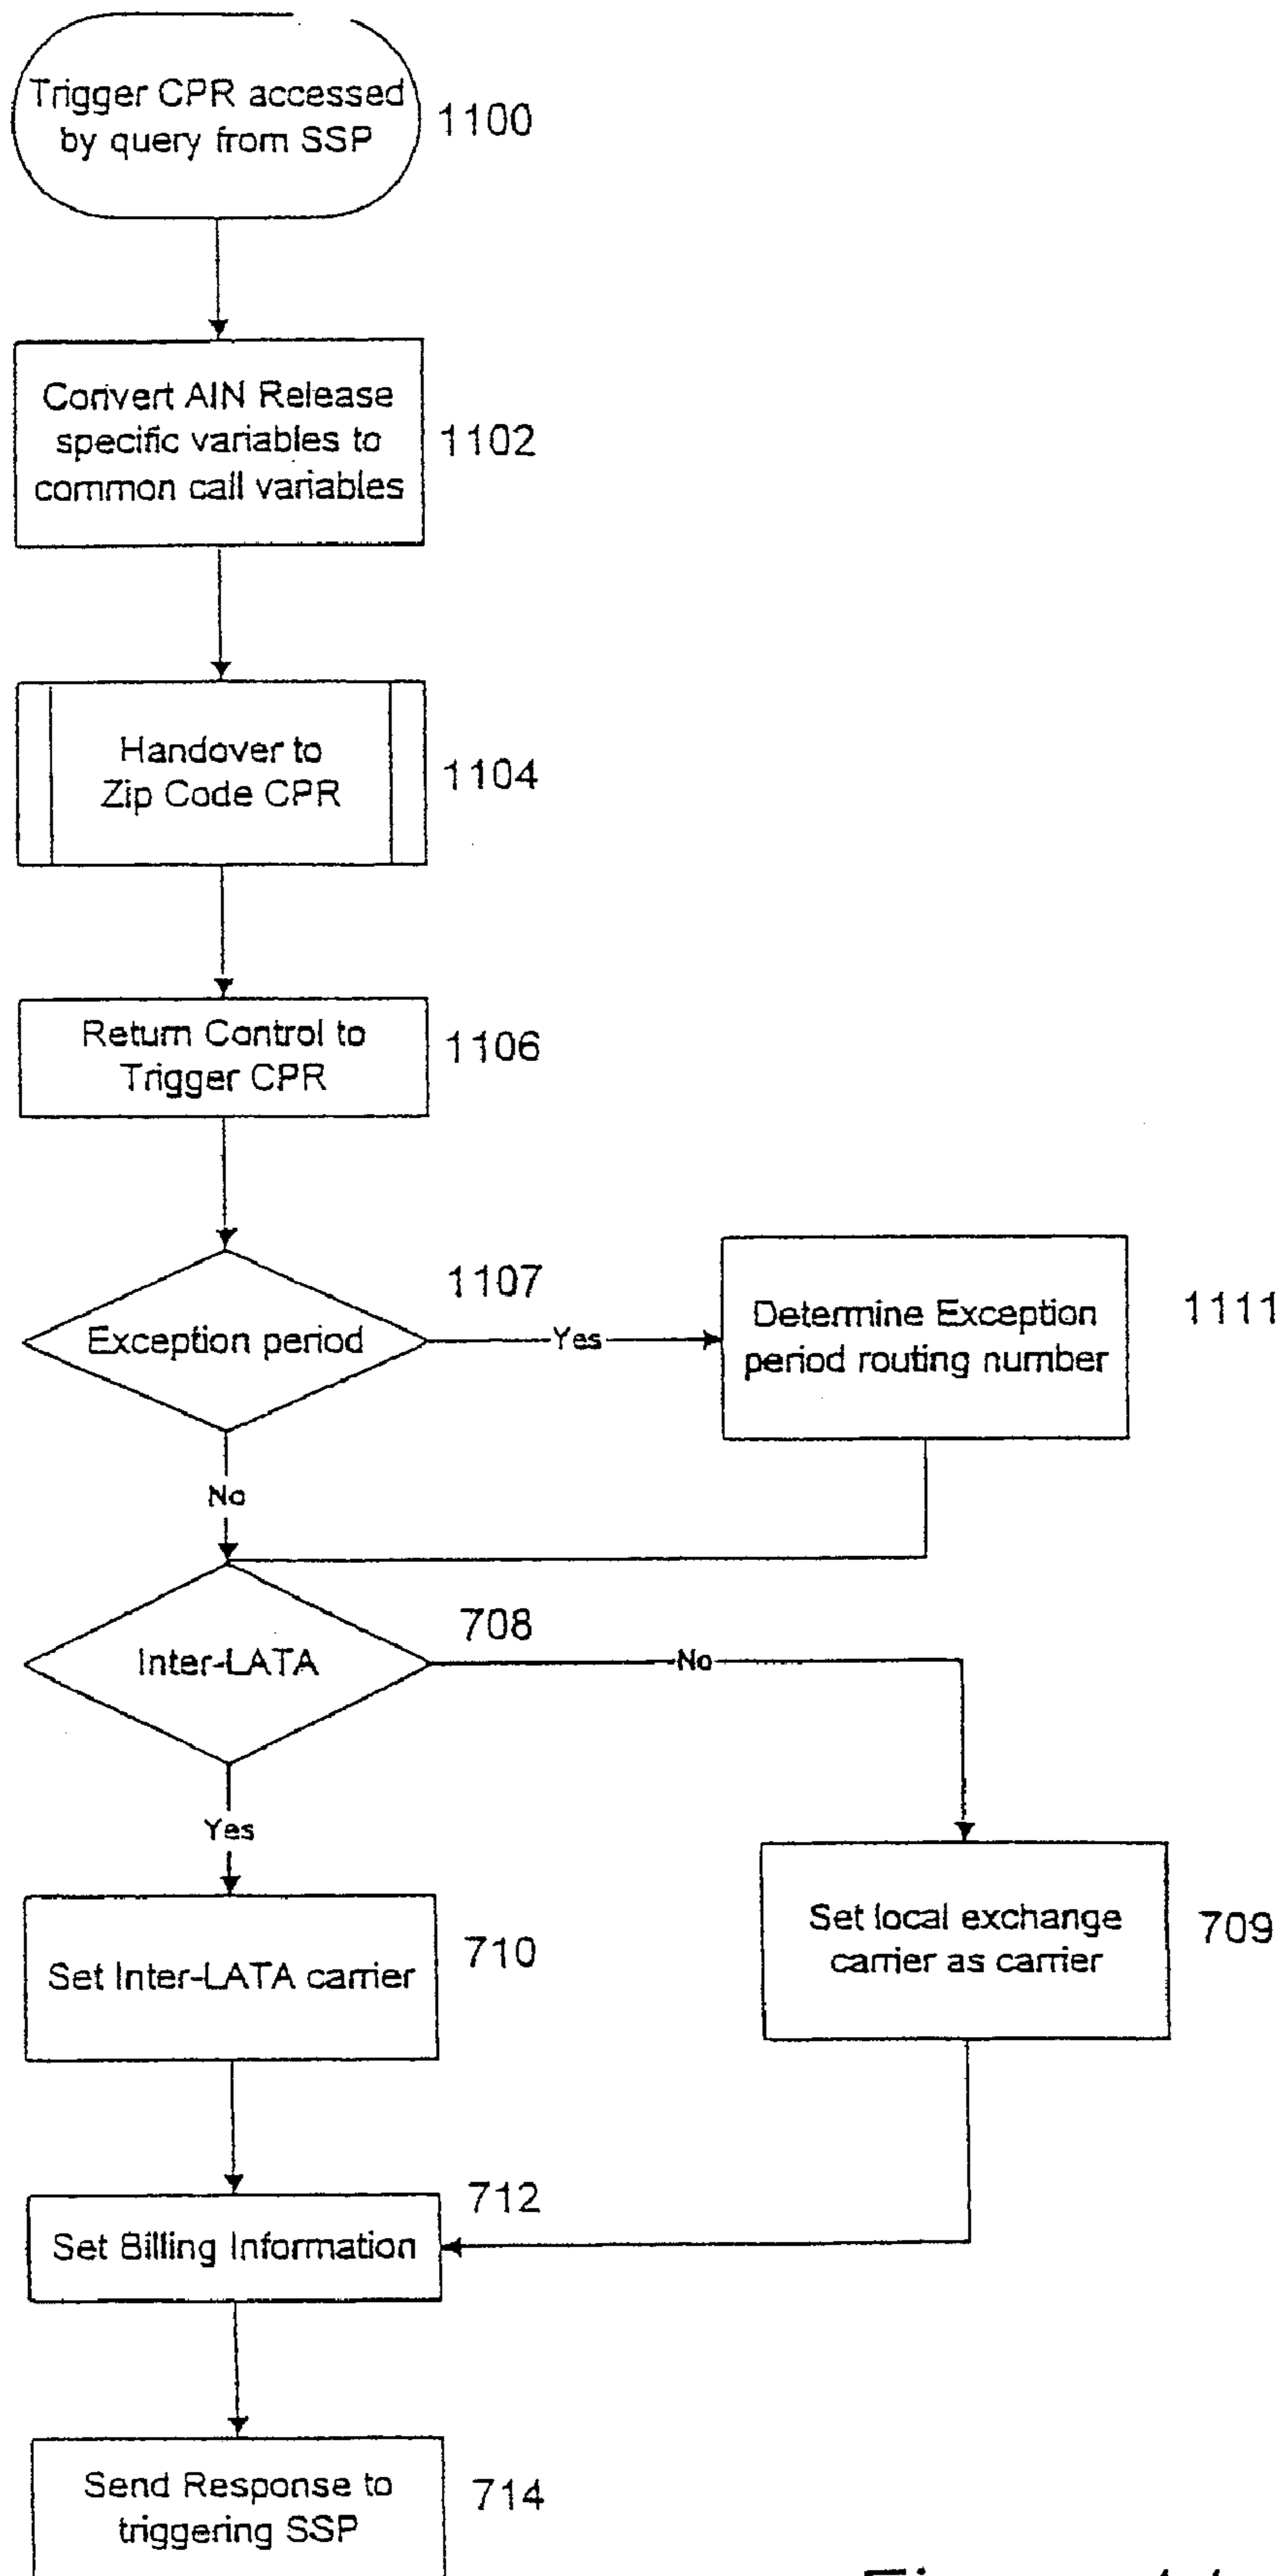 Trigger CPR accessed
by query from SSP
1100
Convert AIN Release
specific variables to
common call variables
1102
Handover to
Zip Code CPR
1104
Return Control to
Trigger CPR
1106
Exception period
1107
Yes
Determine Exception
period routing number
1111
No
Inter-LATA
708
No
Yes
Set Inter-LATA carrier
710
Set local exchange
carrier as carrier
709
Set Billing Information
712
Send Response to
triggering SSP
714